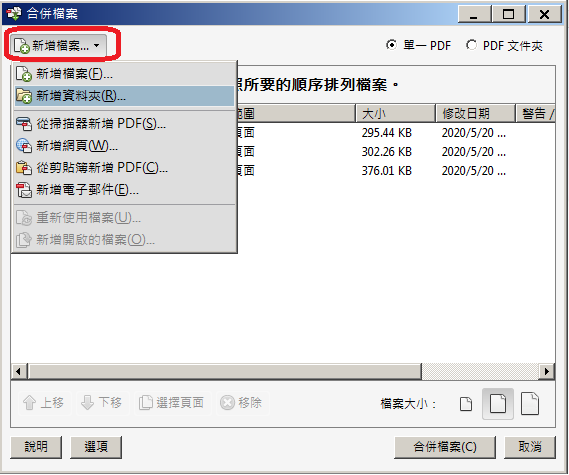 合併檔案
新增檔案... 單一 PDF PDF 文件夾
新增檔案(F)... 照所要的順序排列檔案。
新增資料夾(R)...
範圍 大小 修改日期 警告 /
從掃描器新增 PDF(S)... 頁面 295.44 KB 2020/5/20 ...
新增網頁(W)... 頁面 302.26 KB 2020/5/20 ...
從剪貼簿新增 PDF(C)... 頁面 376.01 KB 2020/5/20 ...
新增電子郵件(E)...
重新使用檔案(U)...
新增開啟的檔案(O)...
上移 下移 選擇頁面 移除 檔案大小：
說明 選項 合併檔案(C) 取消